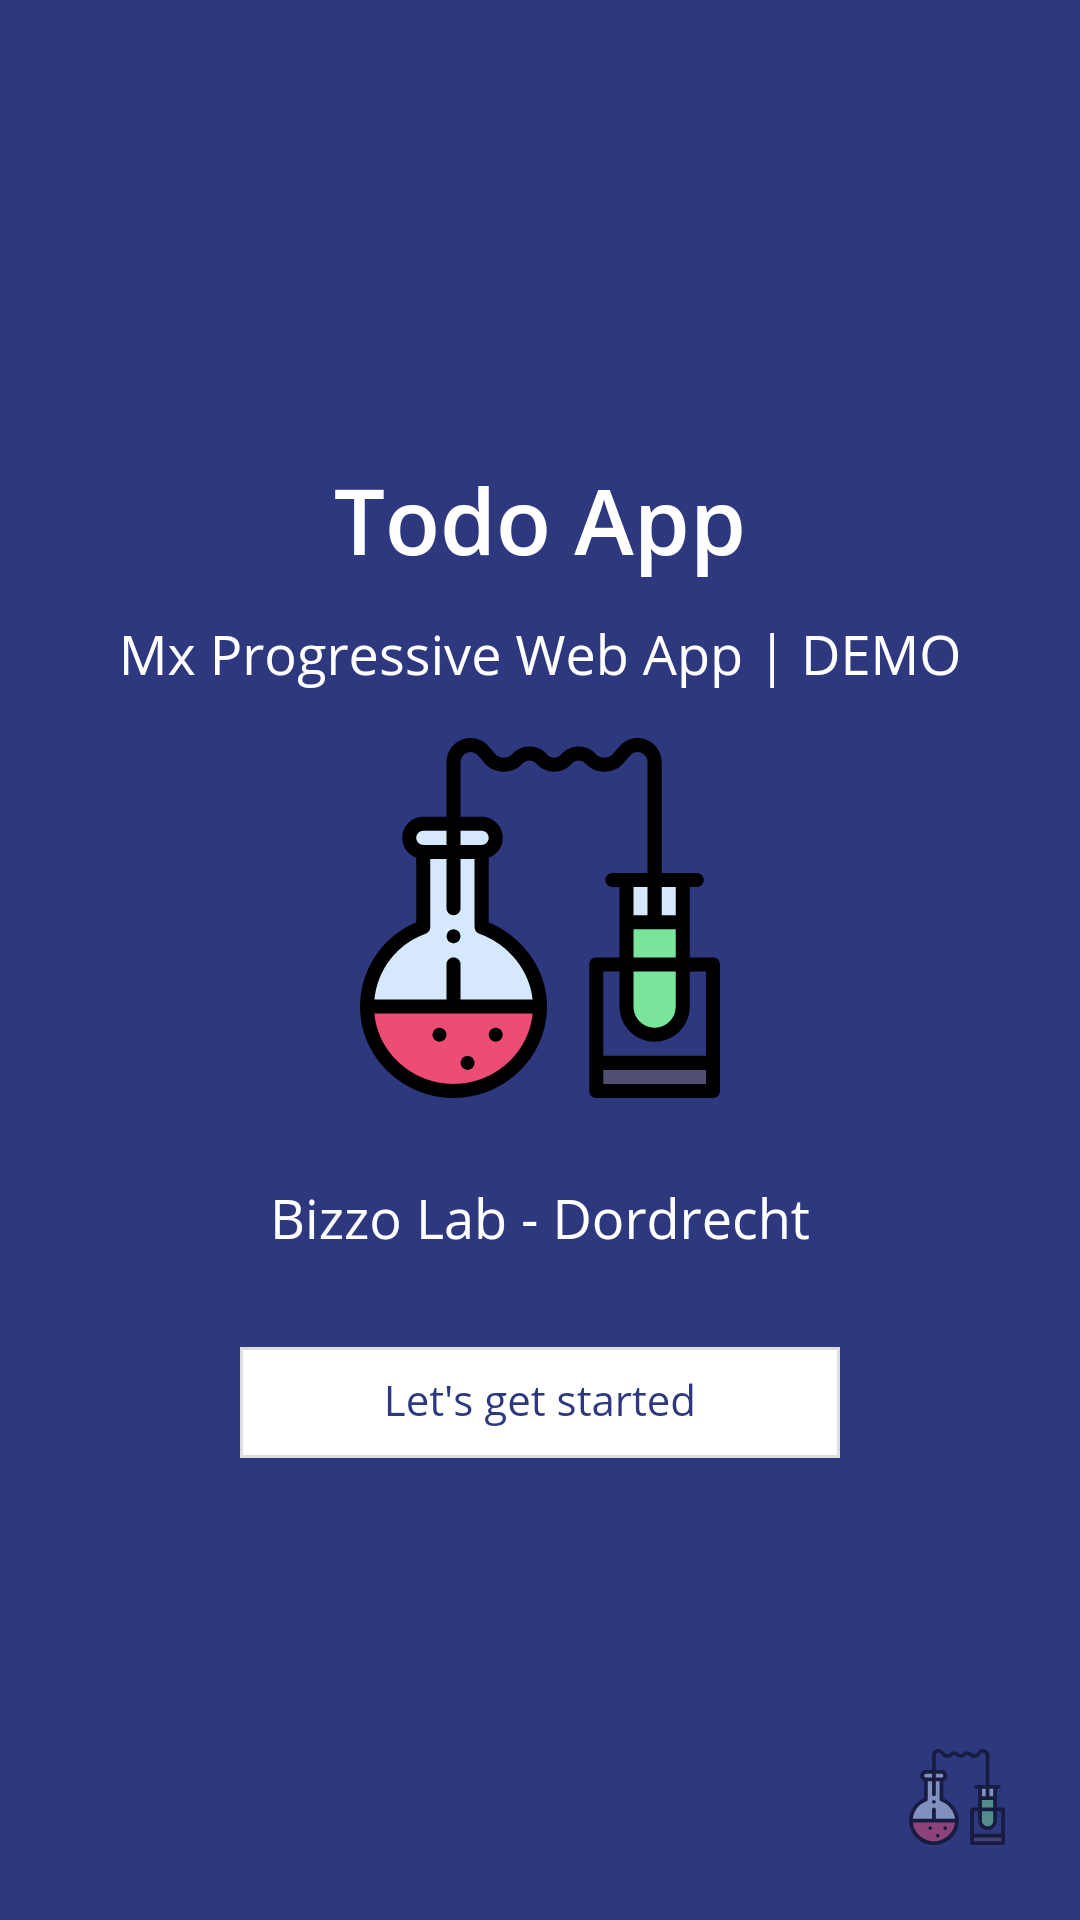 Todo App
Mx Progressive Web App | DEMO
Bizzo Lab - Dordrecht
Let's get started